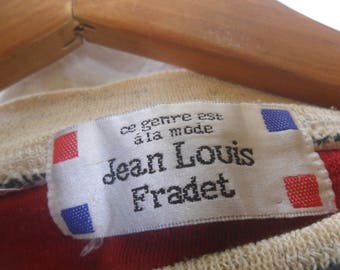 ce genre est
á la mode
Jean Louis
Fradet